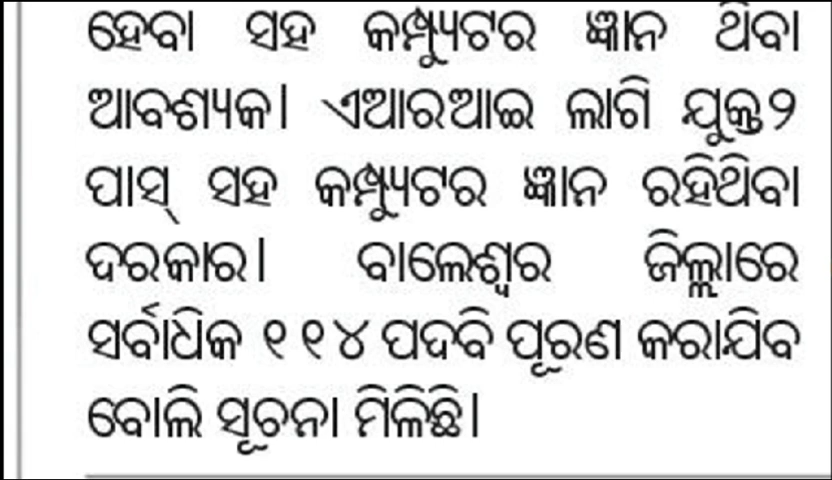 ହେବା ସହ କମ୍ପ୍ୟୁଟର ଜ୍ଞାନ ଥିବା
ଆବଶ୍ୟକ। ଏଆରଆଇ ଲାଗି ଯୁକ୍ତ୨
ପାସ୍ ସହ କମ୍ପ୍ୟୁଟର ଜ୍ଞାନ ରହିଥିବା
ଦରକାର। ବାଲେଶ୍ୱର ଜିଲ୍ଲାରେ
ସର୍ବାଧିକ ୧୧୪ ପଦବି ପୂରଣ କରାଯିବ
ବୋଲି ସୂଚନା ମିଳିଛି।